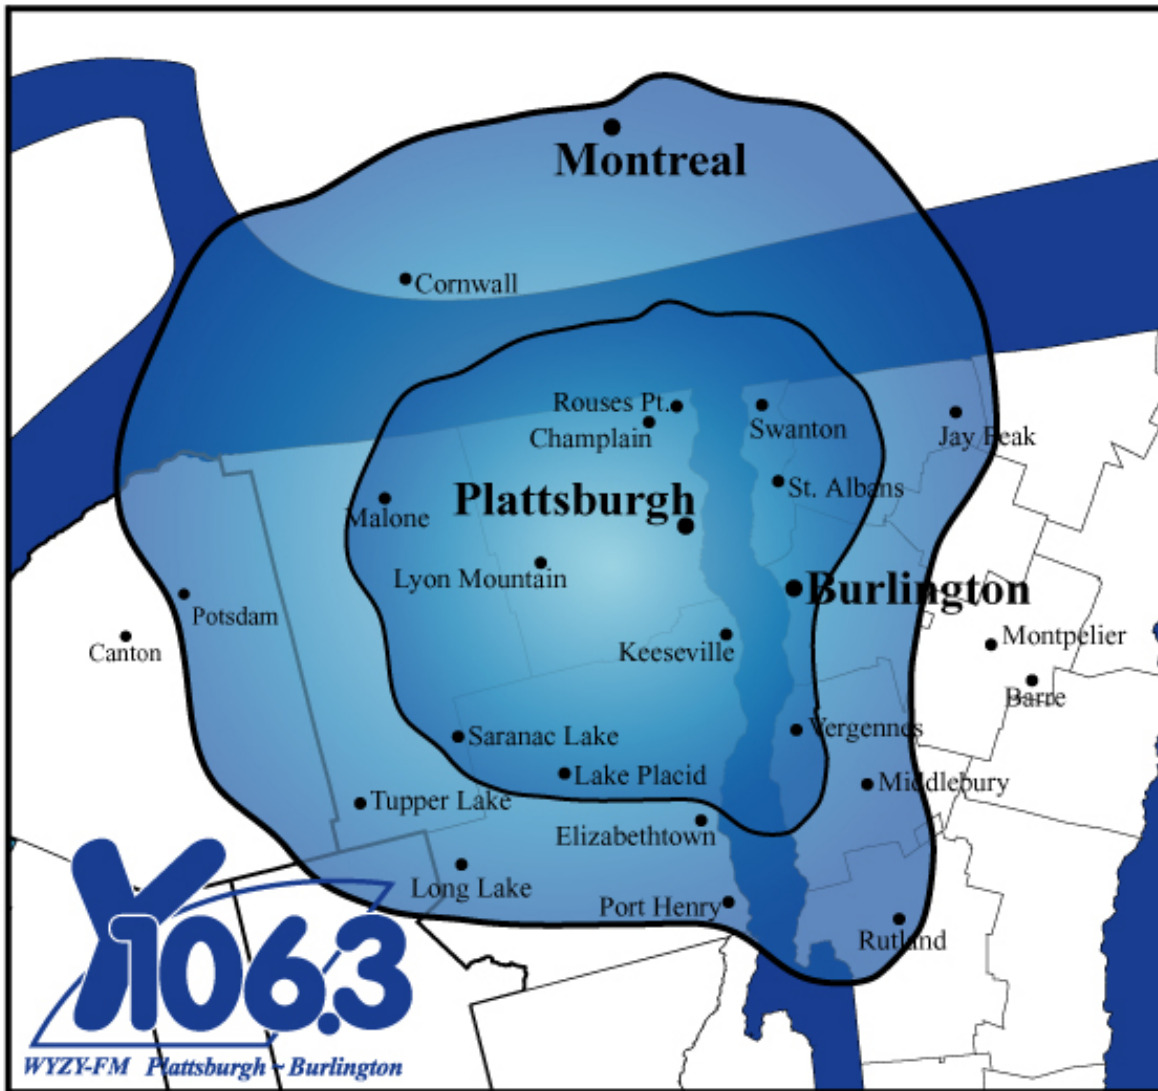 Montreal
Cornwall
Rouses Pt.
Champlain
Swanton
Jay Peak
Plattsburgh
St. Albans
Malone
Lyon Mountain
Burlington
Potsdam
Canton
Keeseville
Montpelier
Barre
Saranac Lake
Vergennes
Lake Placid
Middlebury
Tupper Lake
Elizabethtown
Long Lake
Port Henry
Rutland
Y106.3
WYZY-FM Plattsburgh ~ Burlington